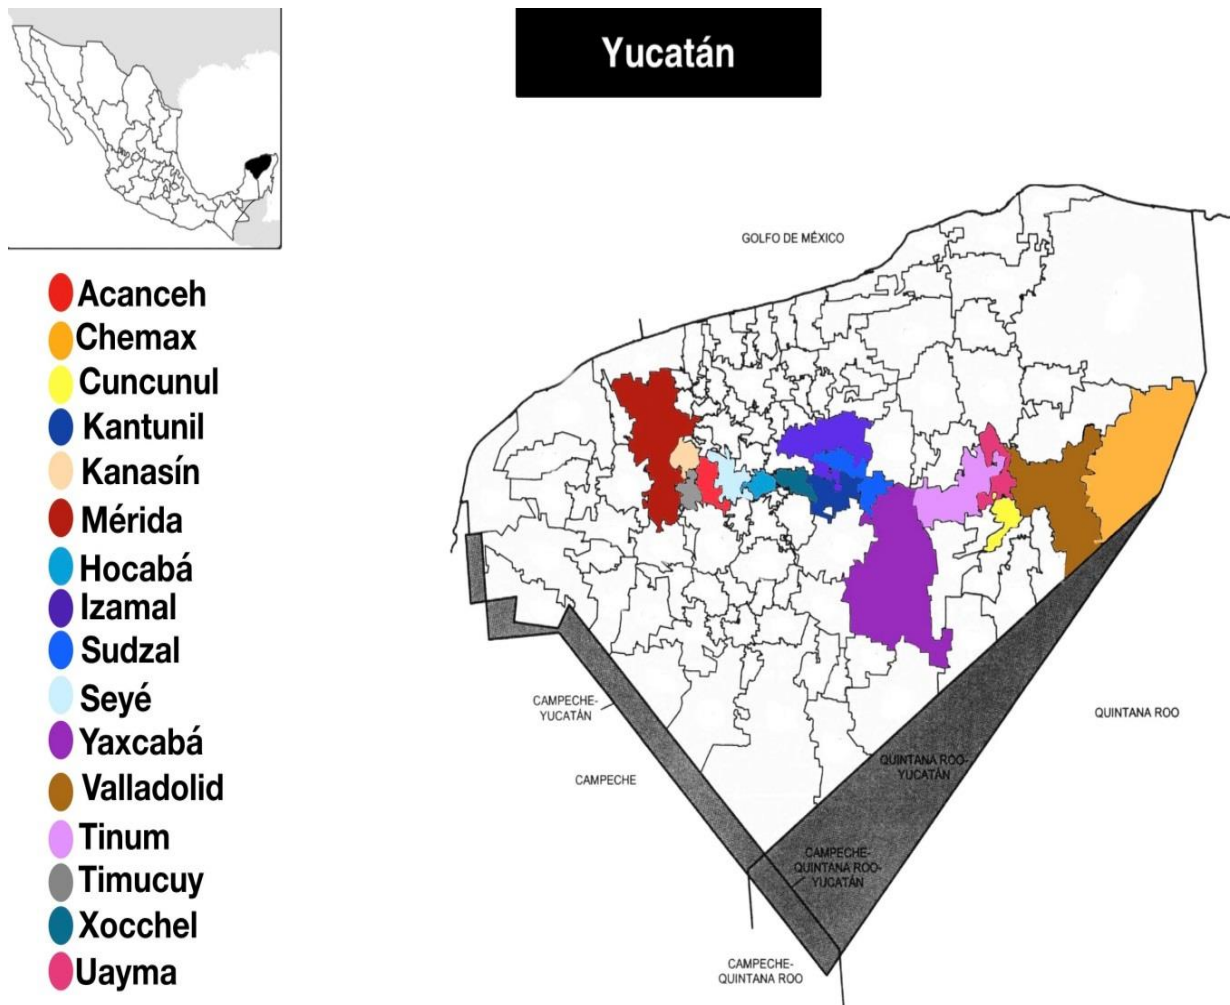 Yucatán
GOLFO DE MÉXICO
Acanceh
Chemax
Cuncunul
Kantunil
Kanasín
Mérida
Hocabá
Izamal
Sudzal
Seyé
Yaxcabá
Valladolid
Tinum
Timucuy
Xocchel
Uayma
CAMPECHE-
YUCATÁN
CAMPECHE
QUINTANA ROO
QUINTANA ROO-
YUCATÁN
CAMPECHE-
QUINTANA ROO-
YUCATÁN
CAMPECHE-
QUINTANA ROO